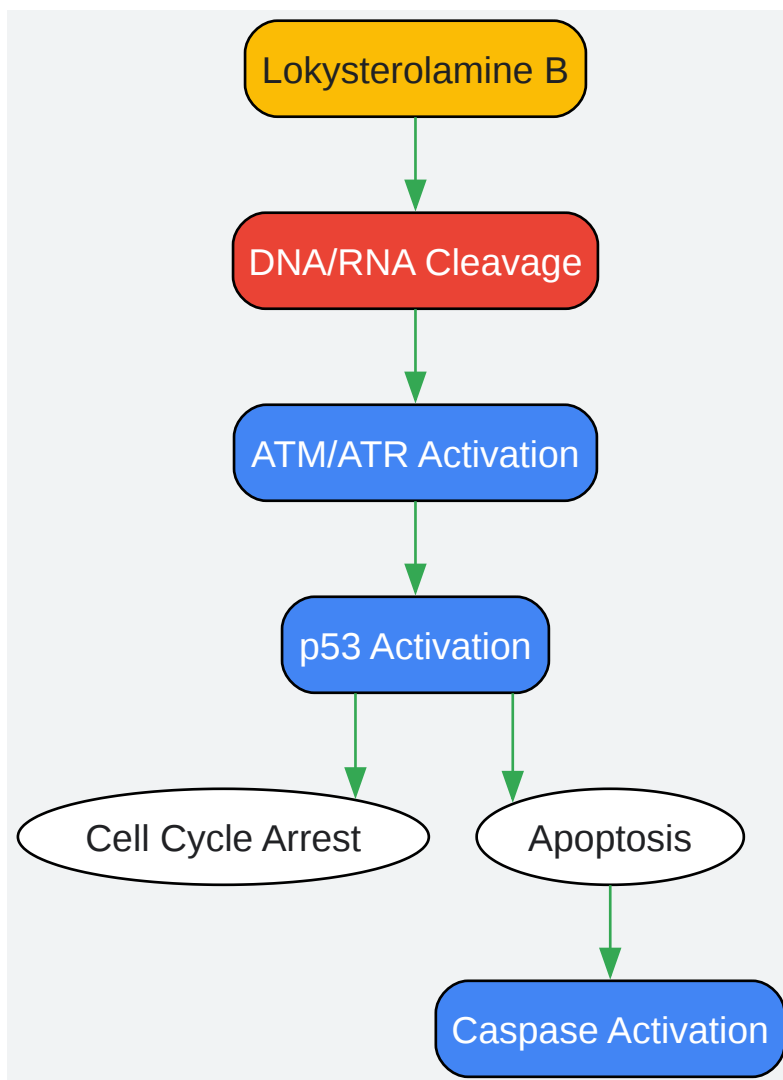 Lokysterolamine B
DNA/RNA Cleavage
ATM/ATR Activation
p53 Activation
Cell Cycle Arrest
Apoptosis
Caspase Activation